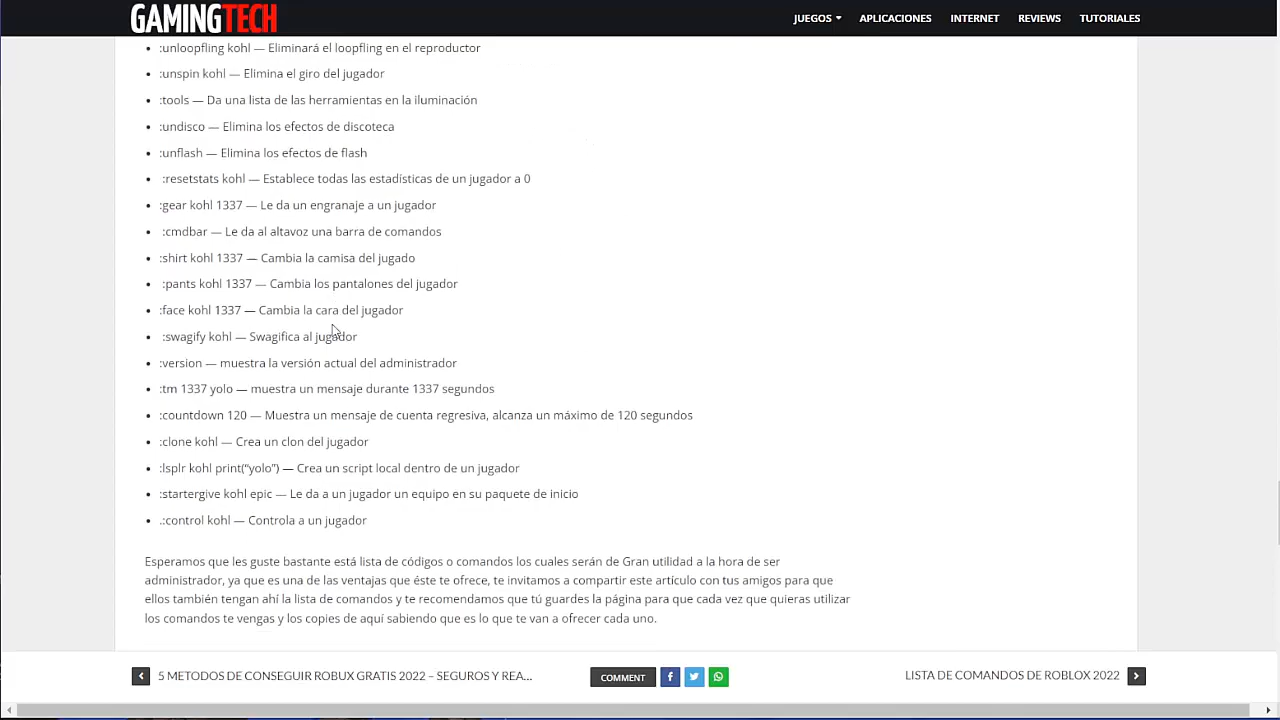 GAMINGTECH
JUEGOS
APLICACIONES
INTERNET
REVIEWS
TUTORIALES
:unloopfling kohl — Eliminará el loopfling en el reproductor
:unspin kohl — Elimina el giro del jugador
:tools — Da una lista de las herramientas en la iluminación
:undisco — Elimina los efectos de discoteca
:unflash — Elimina los efectos de flash
:resetstats kohl — Establece todas las estadísticas de un jugador a 0
:gear kohl 1337 — Le da un engranaje a un jugador
:cmdbar — Le da al altavoz una barra de comandos
:shirt kohl 1337 — Cambia la camisa del jugado
:pants kohl 1337 — Cambia los pantalones del jugador
:face kohl 1337 — Cambia la cara del jugador
:swagify kohl — Swagifica al jugador
:version — muestra la versión actual del administrador
:tm 1337 yolo — muestra un mensaje durante 1337 segundos
:countdown 120 — Muestra un mensaje de cuenta regresiva, alcanza un máximo de 120 segundos
:clone kohl — Crea un clon del jugador
:lsplr kohl print(“yolo”) — Crea un script local dentro de un jugador
:startergive kohl epic — Le da a un jugador un equipo en su paquete de inicio
.:control kohl — Controla a un jugador
Esperamos que les guste bastante está lista de códigos o comandos los cuales serán de Gran utilidad a la hora de ser
administrador, ya que es una de las ventajas que éste te ofrece, te invitamos a compartir este artículo con tus amigos para que
ellos también tengan ahí la lista de comandos y te recomendamos que tú guardes la página para que cada vez que quieras utilizar
los comandos te vengas y los copies de aquí sabiendo que es lo que te van a ofrecer cada uno.
5 METODOS DE CONSEGUIR ROBUX GRATIS 2022 – SEGUROS Y REA...
COMMENT
LISTA DE COMANDOS DE ROBLOX 2022